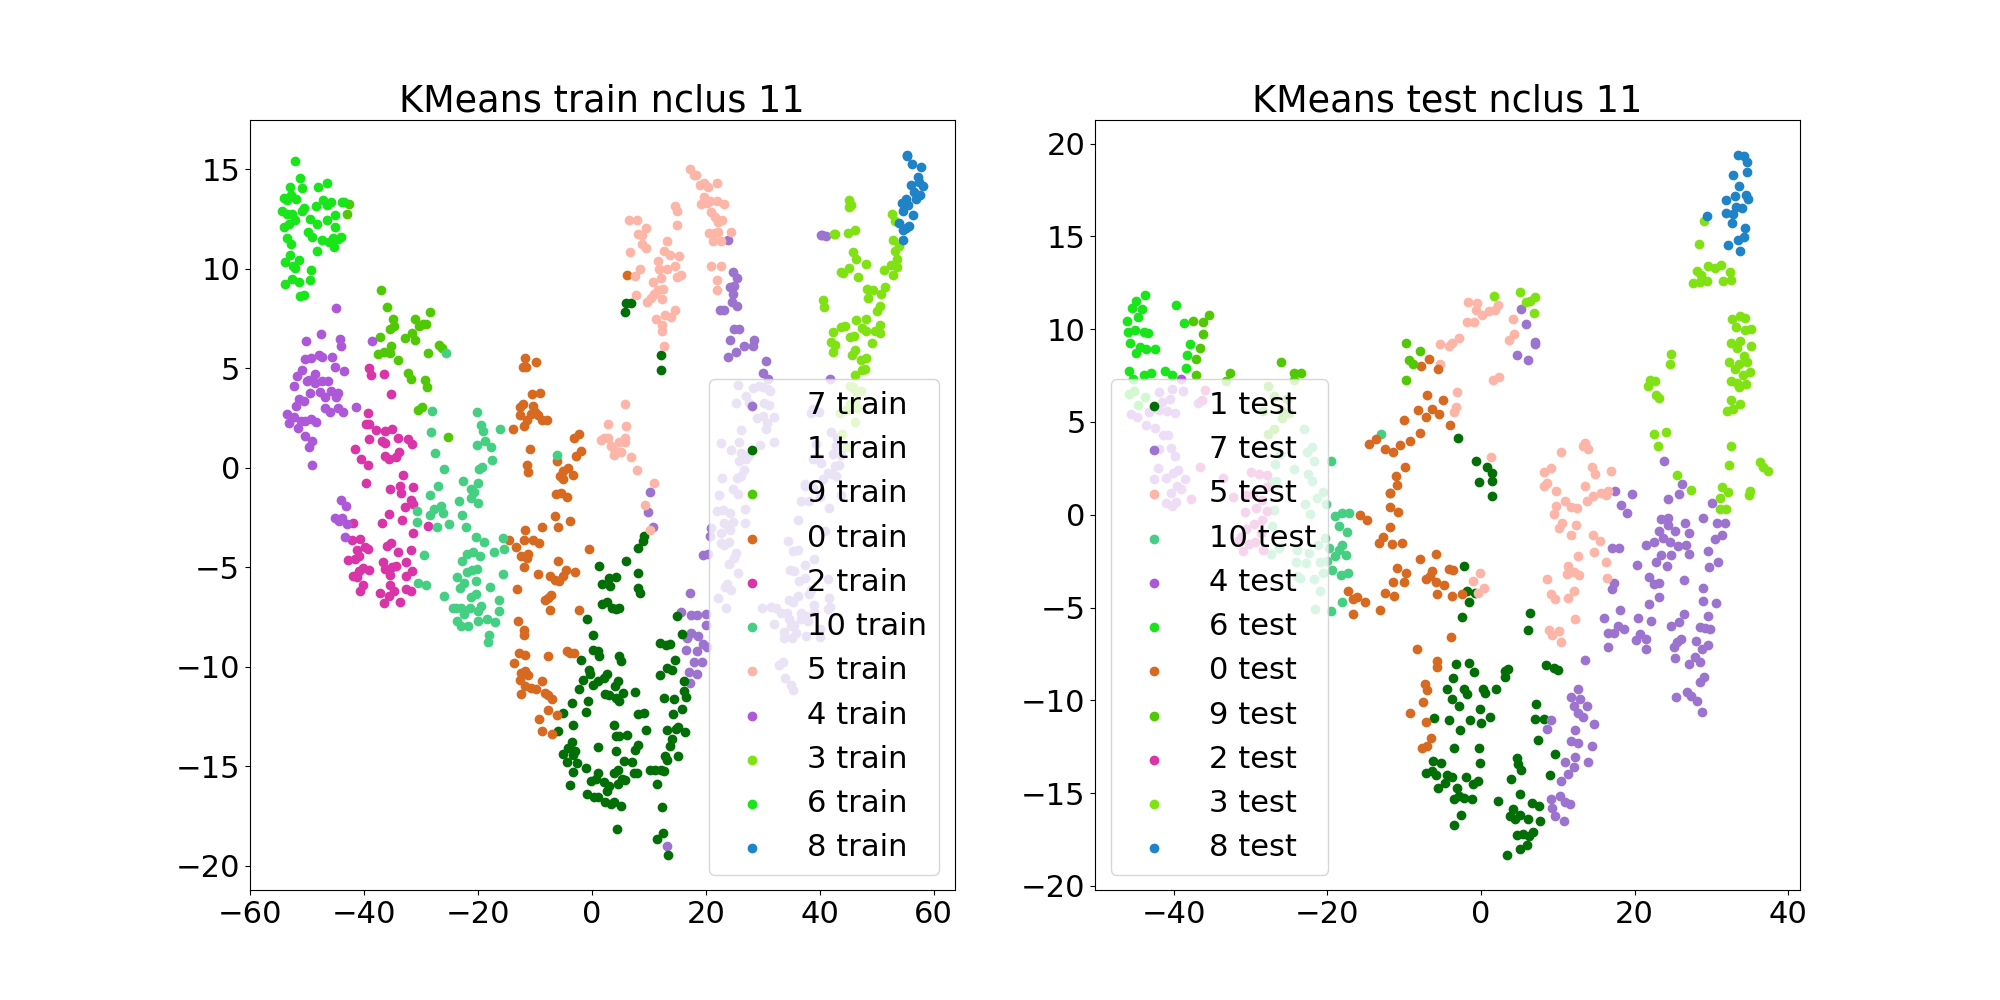 KMeans train nclus 11
15
10
5
0
−5
−10
−15
−20
−60
−40
−20
0
20
40
60
7 train
1 train
9 train
0 train
2 train
10 train
5 train
4 train
3 train
6 train
8 train
KMeans test nclus 11
20
15
10
5
0
−5
−10
−15
−20
−40
−20
0
20
40
1 test
7 test
5 test
10 test
4 test
6 test
0 test
9 test
2 test
3 test
8 test